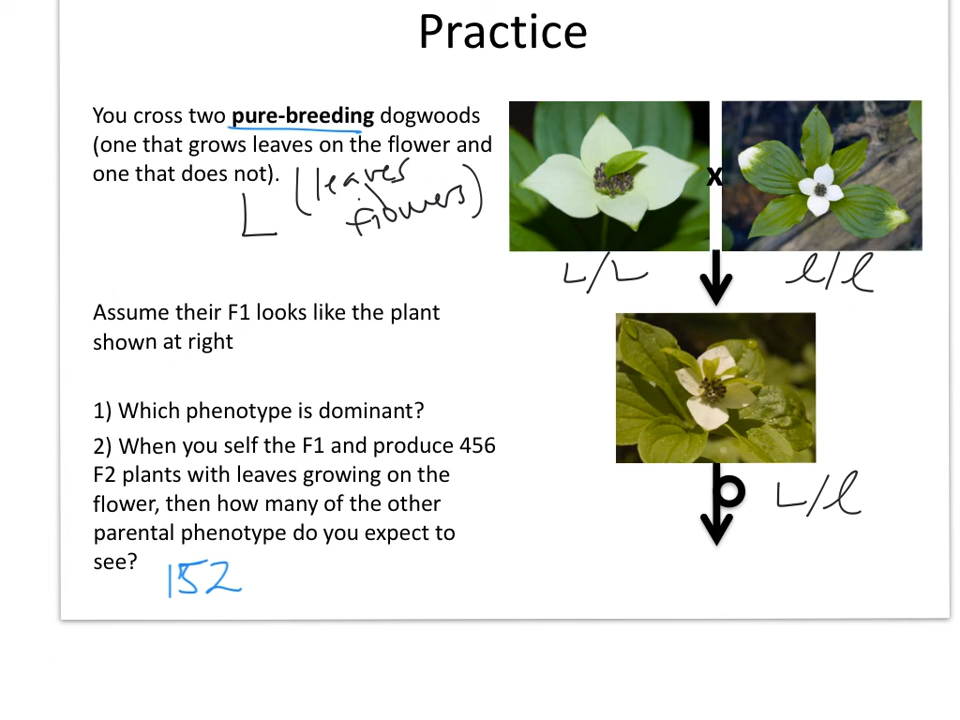 Practice
You cross two pure-breeding dogwoods
(one that grows leaves on the flower and
one that does not).
L (leaves
flowers)
x
L/L
l/l
Assume their F1 looks like the plant
shown at right
1) Which phenotype is dominant?
2) When you self the F1 and produce 456
F2 plants with leaves growing on the
flower, then how many of the other
parental phenotype do you expect to
see?
152
L/l